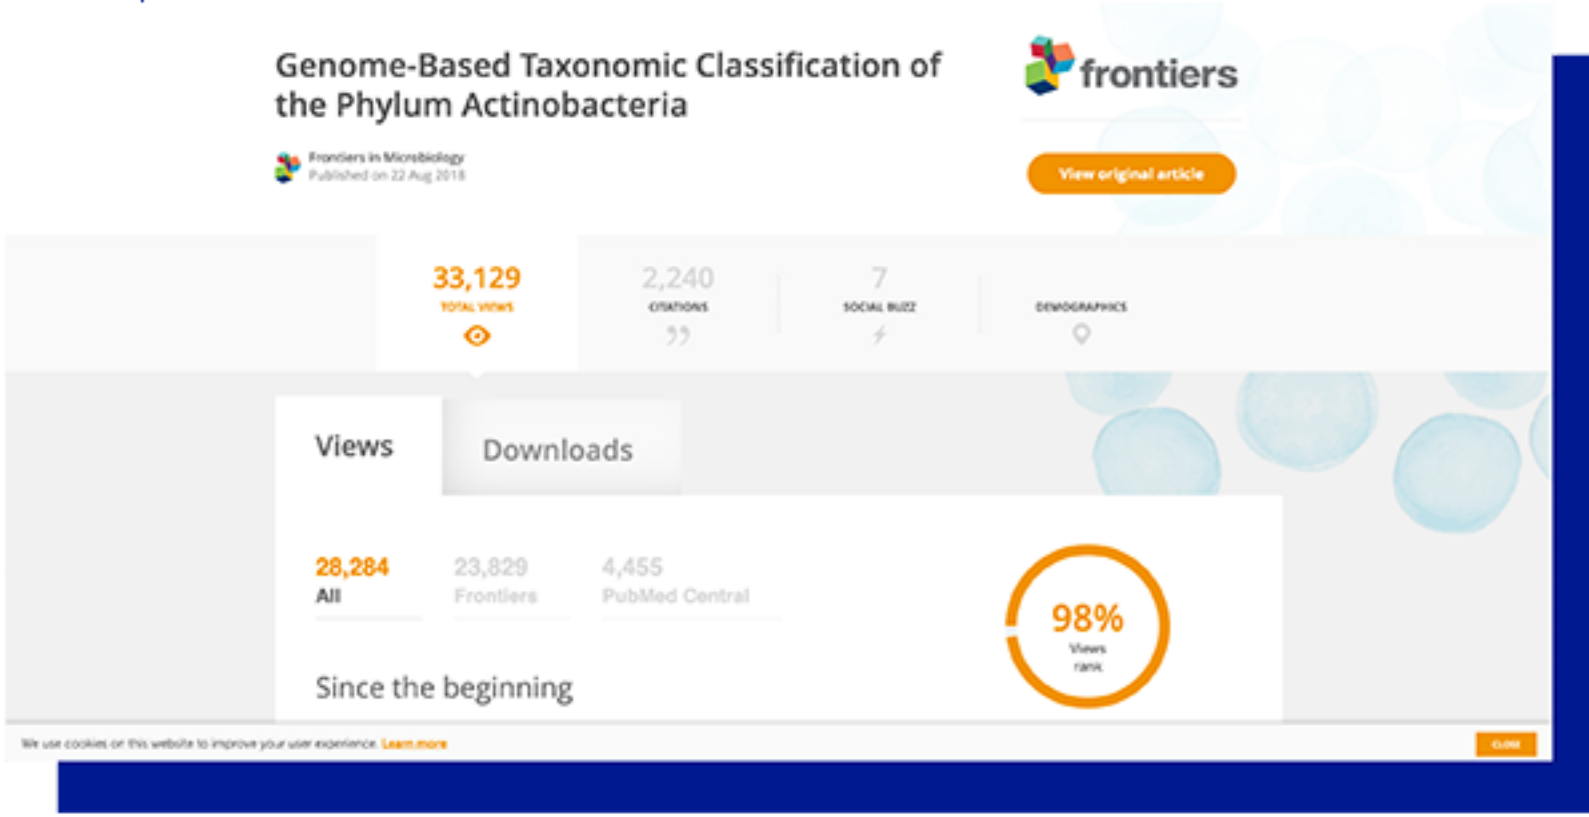 Genome-Based Taxonomic Classification of
the Phylum Actinobacteria
frontiers
Frontiers in Microbiology
Published on 22 Aug 2018
View original article
33,129
TOTAL VIEWS
2,240
CITATIONS
7
SOCIAL BUZZ
DEMOGRAPHICS
Views
Downloads
28,284
All
23,829
Frontiers
4,455
PubMed Central
98%
Views
rank
Since the beginning
We use cookies on this website to improve your user experience. Learn more
CLOSE